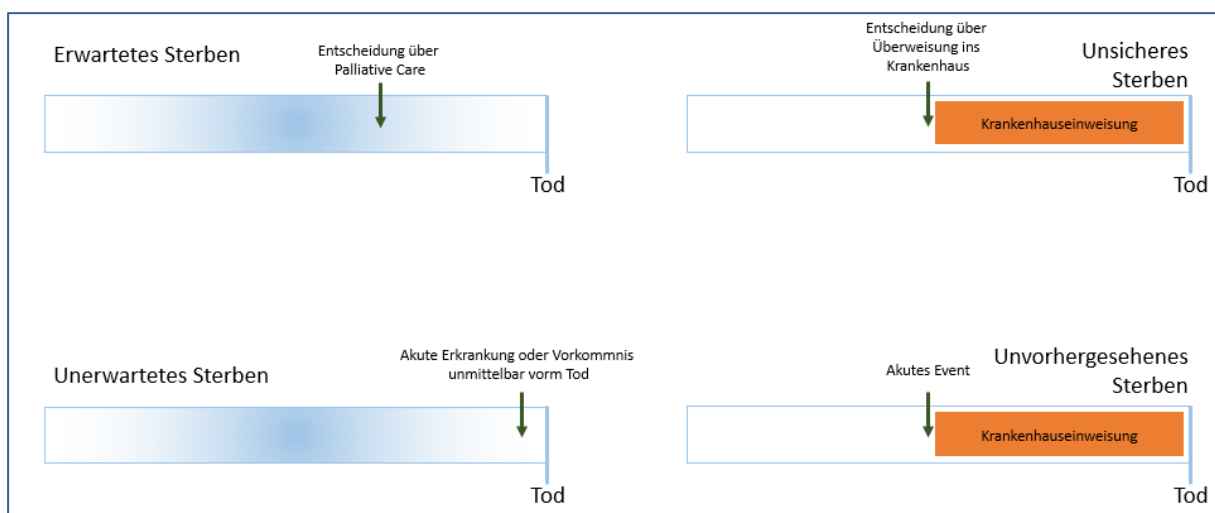 Erwartetes Sterben
Entscheidung über
Palliative Care
Tod
Entscheidung über
Überweisung ins
Krankenhaus
Unsicheres
Sterben
Krankenhauseinweisung
Tod
Unerwartetes Sterben
Akute Erkrankung oder Vorkommnis
unmittelbar vorm Tod
Tod
Akutes Event
Unvorhergesehenes
Sterben
Krankenhauseinweisung
Tod